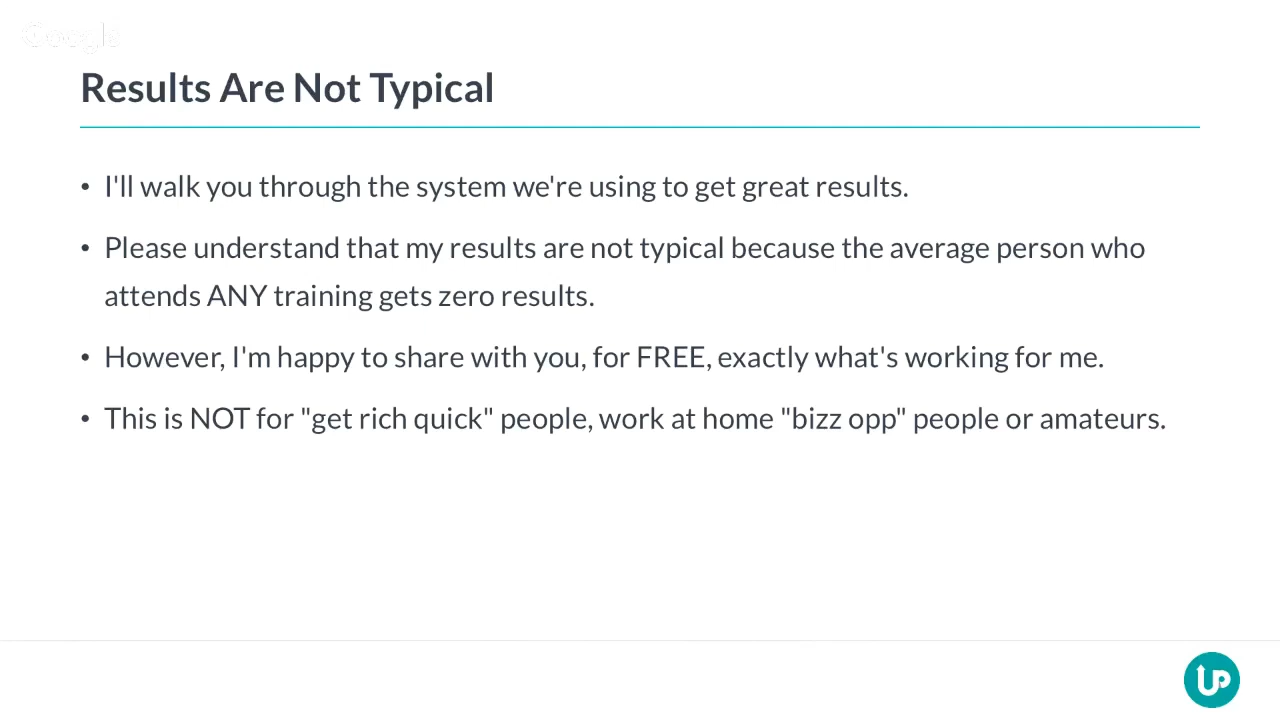 Google
Results Are Not Typical
• I'll walk you through the system we're using to get great results.
• Please understand that my results are not typical because the average person who
attends ANY training gets zero results.
• However, I'm happy to share with you, for FREE, exactly what's working for me.
• This is NOT for "get rich quick" people, work at home "bizz opp" people or amateurs.
UP